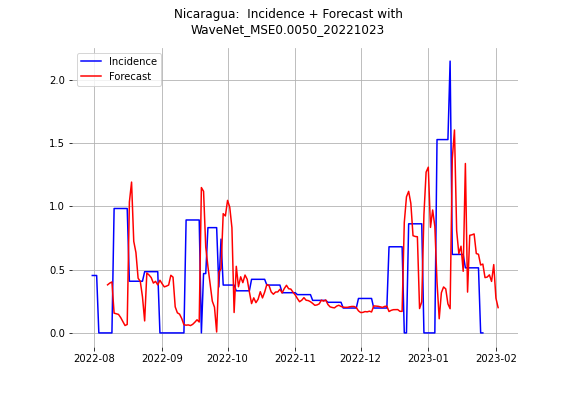 Nicaragua:  Incidence + Forecast with
WaveNet_MSE0.0050_20221023
Incidence
Forecast
2.0
1.5
1.0
0.5
0.0
2022-08 2022-09 2022-10 2022-11 2022-12 2023-01 2023-02